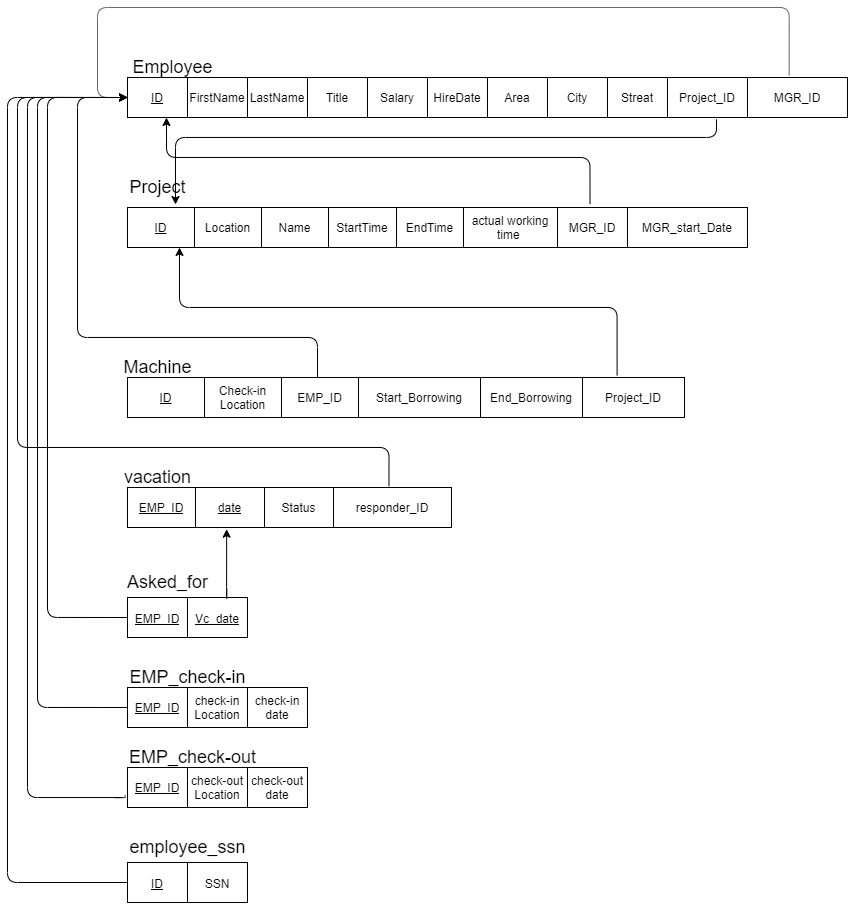 Employee
ID FirstName LastName Title Salary HireDate Area City Streat Project_ID MGR_ID
Project
ID Location Name StartTime EndTime actual working time MGR_ID MGR_start_Date
Machine
ID Check-in Location EMP_ID Start_Borrowing End_Borrowing Project_ID
vacation
EMP_ID date Status responder_ID
Asked_for
EMP_ID Vc_date
EMP_check-in
EMP_ID check-in Location check-in date
EMP_check-out
EMP_ID check-out Location check-out date
employee_ssn
ID SSN